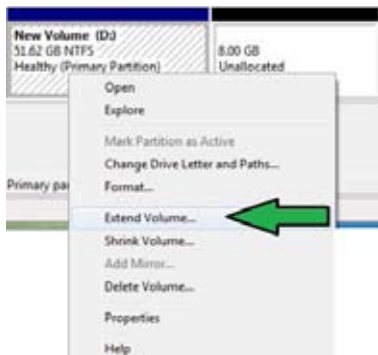 New Volume (D:)
51.62 GB NTFS
Healthy (Primary Partition)
8.00 GB
Unallocated
Open
Explore
Mark Partition as Active
Change Drive Letter and Paths...
Format...
Primary pa
Extend Volume...
Shrink Volume...
Add Mirror...
Delete Volume...
Properties
Help